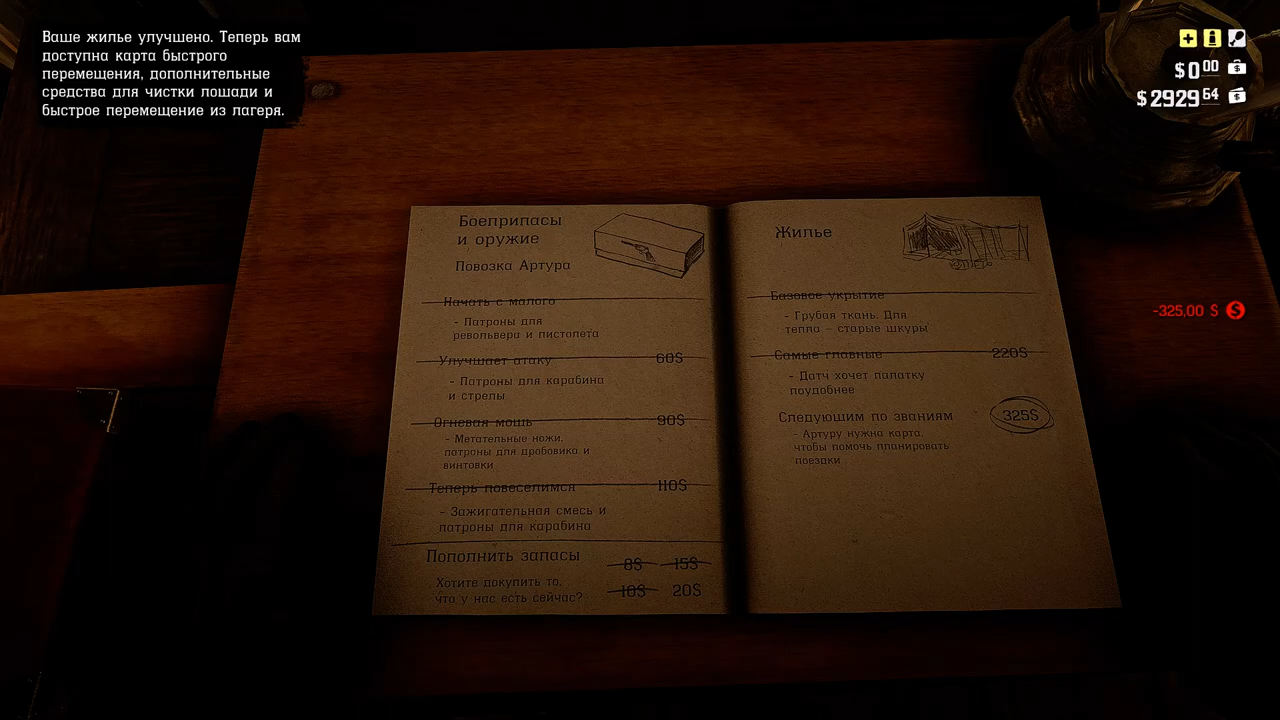 Ваше жилье улучшено. Теперь вам
доступна карта быстрого
перемещения, дополнительные
средства для чистки лошади и
быстрое перемещение из лагеря.
$0 00
$2929 64
-325,00 $
Боеприпасы
и оружие
Повозка Артура
Начать с малого
- Патроны для
револьвера и пистолета
Улучшает атаку 60$
- Патроны для карабина
и стрелы
Огневая мощь 90$
- Метательные ножи,
патроны для дробовика и
винтовки
Теперь повеселимся 110$
- Зажигательная смесь и
патроны для карабина
Пополнить запасы 8$ 15$
Хотите докупить то,
что у нас есть сейчас? 10$ 20$
Жилье
Базовое укрытие
- Грубая ткань. Для
тепла – старые шкуры
Самые главные 220$
- Датч хочет палатку
поудобнее
Следующим по званиям 325$
- Артуру нужна карта,
чтобы помочь планировать
поездки